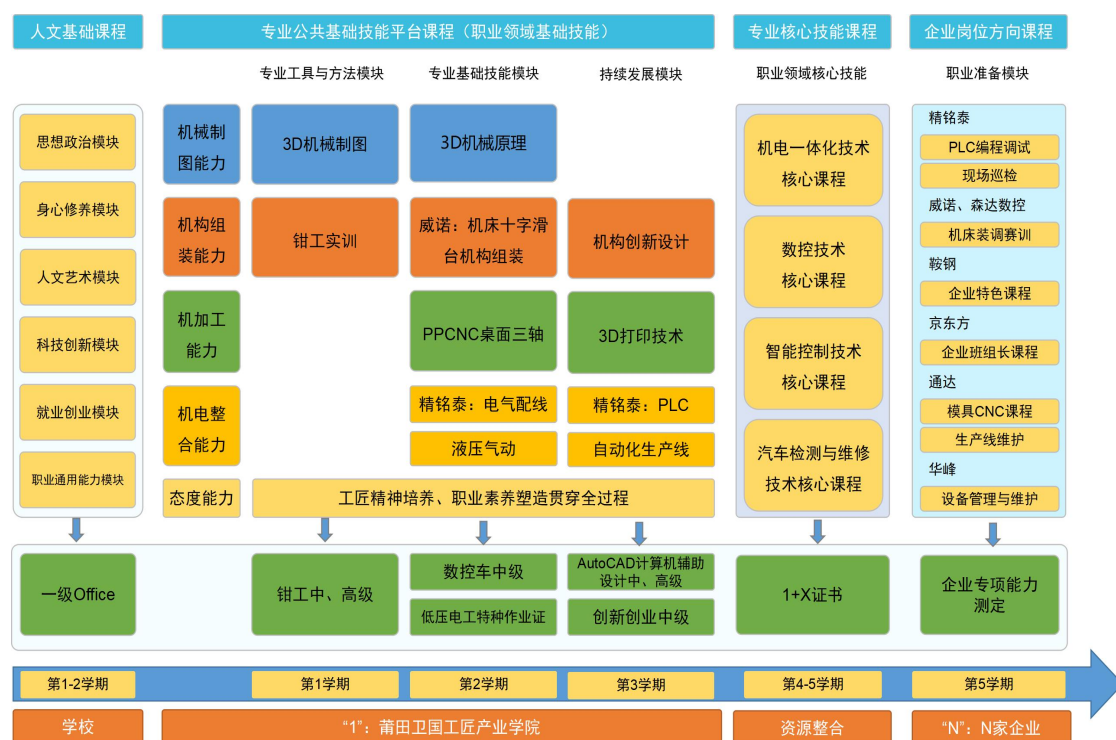 人文基础课程
专业公共基础技能平台课程（职业领域基础技能）
专业核心技能课程
企业岗位方向课程
专业工具与方法模块
专业基础技能模块
持续发展模块
职业领域核心技能
职业准备模块
思想政治模块
身心修养模块
人文艺术模块
科技创新模块
就业创业模块
职业通用能力模块
机械制
图能力
3D机械制图
3D机械原理
机构组
装能力
钳工实训
威诺：机床十字滑
台机构组装
机构创新设计
机加工
能力
PPCNC桌面三轴
3D打印技术
机电整
合能力
精铭泰：电气配线
精铭泰：PLC
液压气动
自动化生产线
态度能力
工匠精神培养、职业素养塑造贯穿全过程
机电一体化技术
核心课程
数控技术
核心课程
智能控制技术
核心课程
汽车检测与维修
技术核心课程
精铭泰
PLC编程调试
现场巡检
威诺、森达数控
机床装调赛训
鞍钢
企业特色课程
京东方
企业班组长课程
通达
模具CNC课程
生产线维护
华峰
设备管理与维护
一级Office
钳工中、高级
数控车中级
低压电工特种作业证
AutoCAD计算机辅助
设计中、高级
创新创业中级
1+X证书
企业专项能力
测定
第1-2学期
第1学期
第2学期
第3学期
第4-5学期
第5学期
学校
“1”：莆田卫国工匠产业学院
资源整合
“N”：N家企业